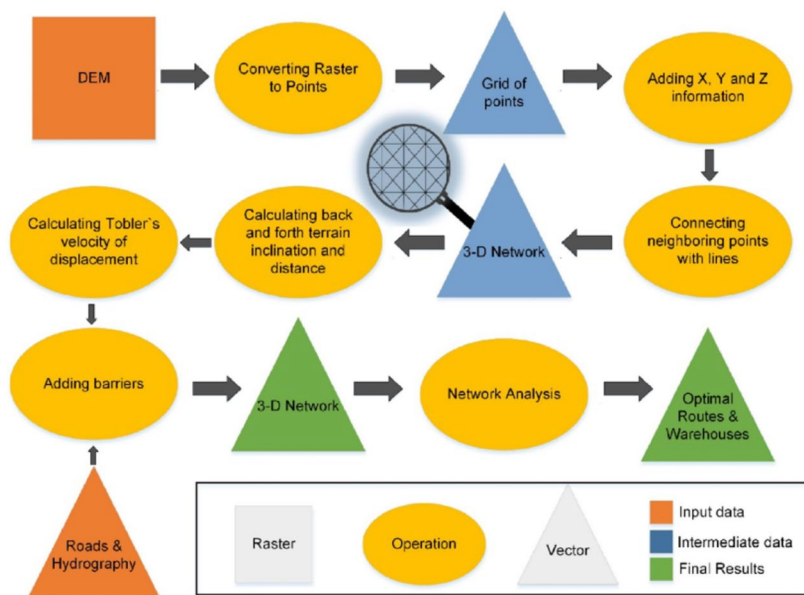 DEM
Converting Raster
to Points
Grid of
points
Adding X, Y and Z
information
Calculating Tobler`s
velocity of
displacement
Calculating back
and forth terrain
inclination and
distance
3-D Network
Connecting
neighboring points
with lines
Adding barriers
3-D Network
Network Analysis
Optimal
Routes &
Warehouses
Roads &
Hydrography
Raster
Operation
Vector
Input data
Intermediate data
Final Results